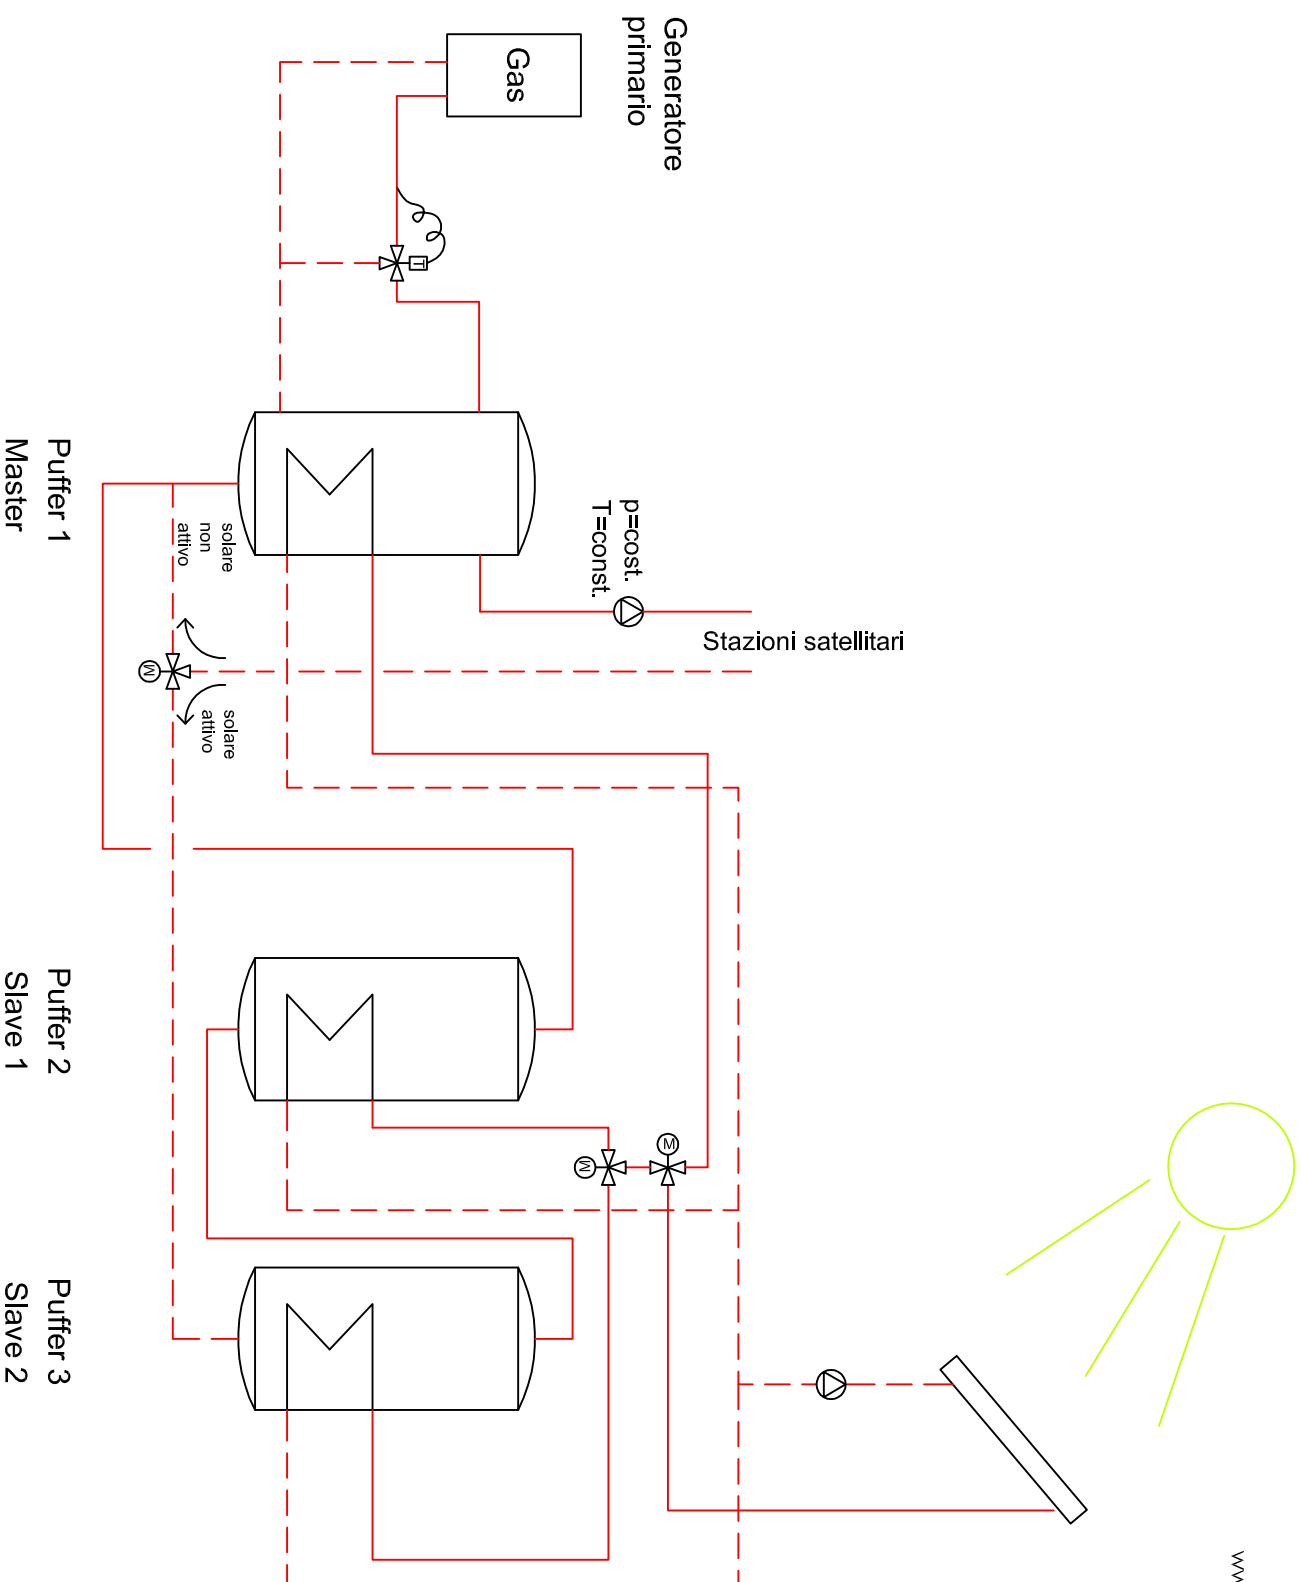 Generatore
primario
Gas
T
p=cost.
T=const.
Stazioni satellitari
solare
non
attivo
M
solare
attivo
M
M
Puffer 1
Master
Puffer 2
Slave 1
Puffer 3
Slave 2